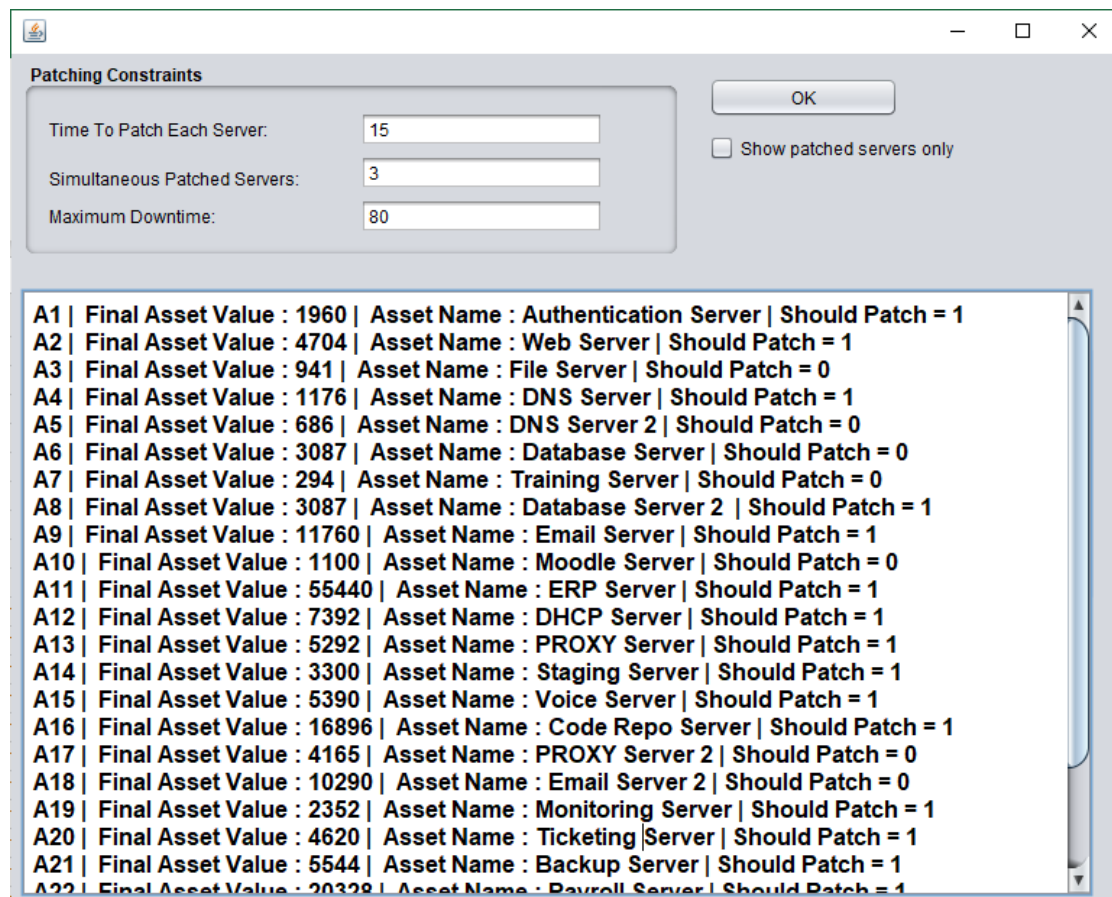 Patching Constraints
OK
Time To Patch Each Server: 15
Show patched servers only
Simultaneous Patched Servers: 3
Maximum Downtime: 80
A1 | Final Asset Value : 1960 | Asset Name : Authentication Server | Should Patch = 1
A2 | Final Asset Value : 4704 | Asset Name : Web Server | Should Patch = 1
A3 | Final Asset Value : 941 | Asset Name : File Server | Should Patch = 0
A4 | Final Asset Value : 1176 | Asset Name : DNS Server | Should Patch = 1
A5 | Final Asset Value : 686 | Asset Name : DNS Server 2 | Should Patch = 0
A6 | Final Asset Value : 3087 | Asset Name : Database Server | Should Patch = 0
A7 | Final Asset Value : 294 | Asset Name : Training Server | Should Patch = 0
A8 | Final Asset Value : 3087 | Asset Name : Database Server 2 | Should Patch = 1
A9 | Final Asset Value : 11760 | Asset Name : Email Server | Should Patch = 1
A10 | Final Asset Value : 1100 | Asset Name : Moodle Server | Should Patch = 0
A11 | Final Asset Value : 55440 | Asset Name : ERP Server | Should Patch = 1
A12 | Final Asset Value : 7392 | Asset Name : DHCP Server | Should Patch = 1
A13 | Final Asset Value : 5292 | Asset Name : PROXY Server | Should Patch = 1
A14 | Final Asset Value : 3300 | Asset Name : Staging Server | Should Patch = 1
A15 | Final Asset Value : 5390 | Asset Name : Voice Server | Should Patch = 1
A16 | Final Asset Value : 16896 | Asset Name : Code Repo Server | Should Patch = 1
A17 | Final Asset Value : 4165 | Asset Name : PROXY Server 2 | Should Patch = 0
A18 | Final Asset Value : 10290 | Asset Name : Email Server 2 | Should Patch = 0
A19 | Final Asset Value : 2352 | Asset Name : Monitoring Server | Should Patch = 1
A20 | Final Asset Value : 4620 | Asset Name : Ticketing Server | Should Patch = 1
A21 | Final Asset Value : 5544 | Asset Name : Backup Server | Should Patch = 1
A22 | Final Asset Value : 20328 | Asset Name : Payroll Server | Should Patch = 1